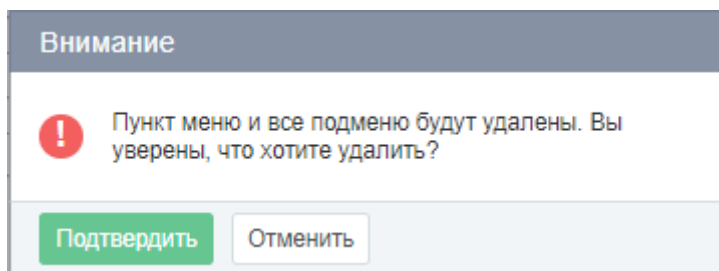 Внимание
Пункт меню и все подменю будут удалены. Вы
уверены, что хотите удалить?
Подтвердить
Отменить